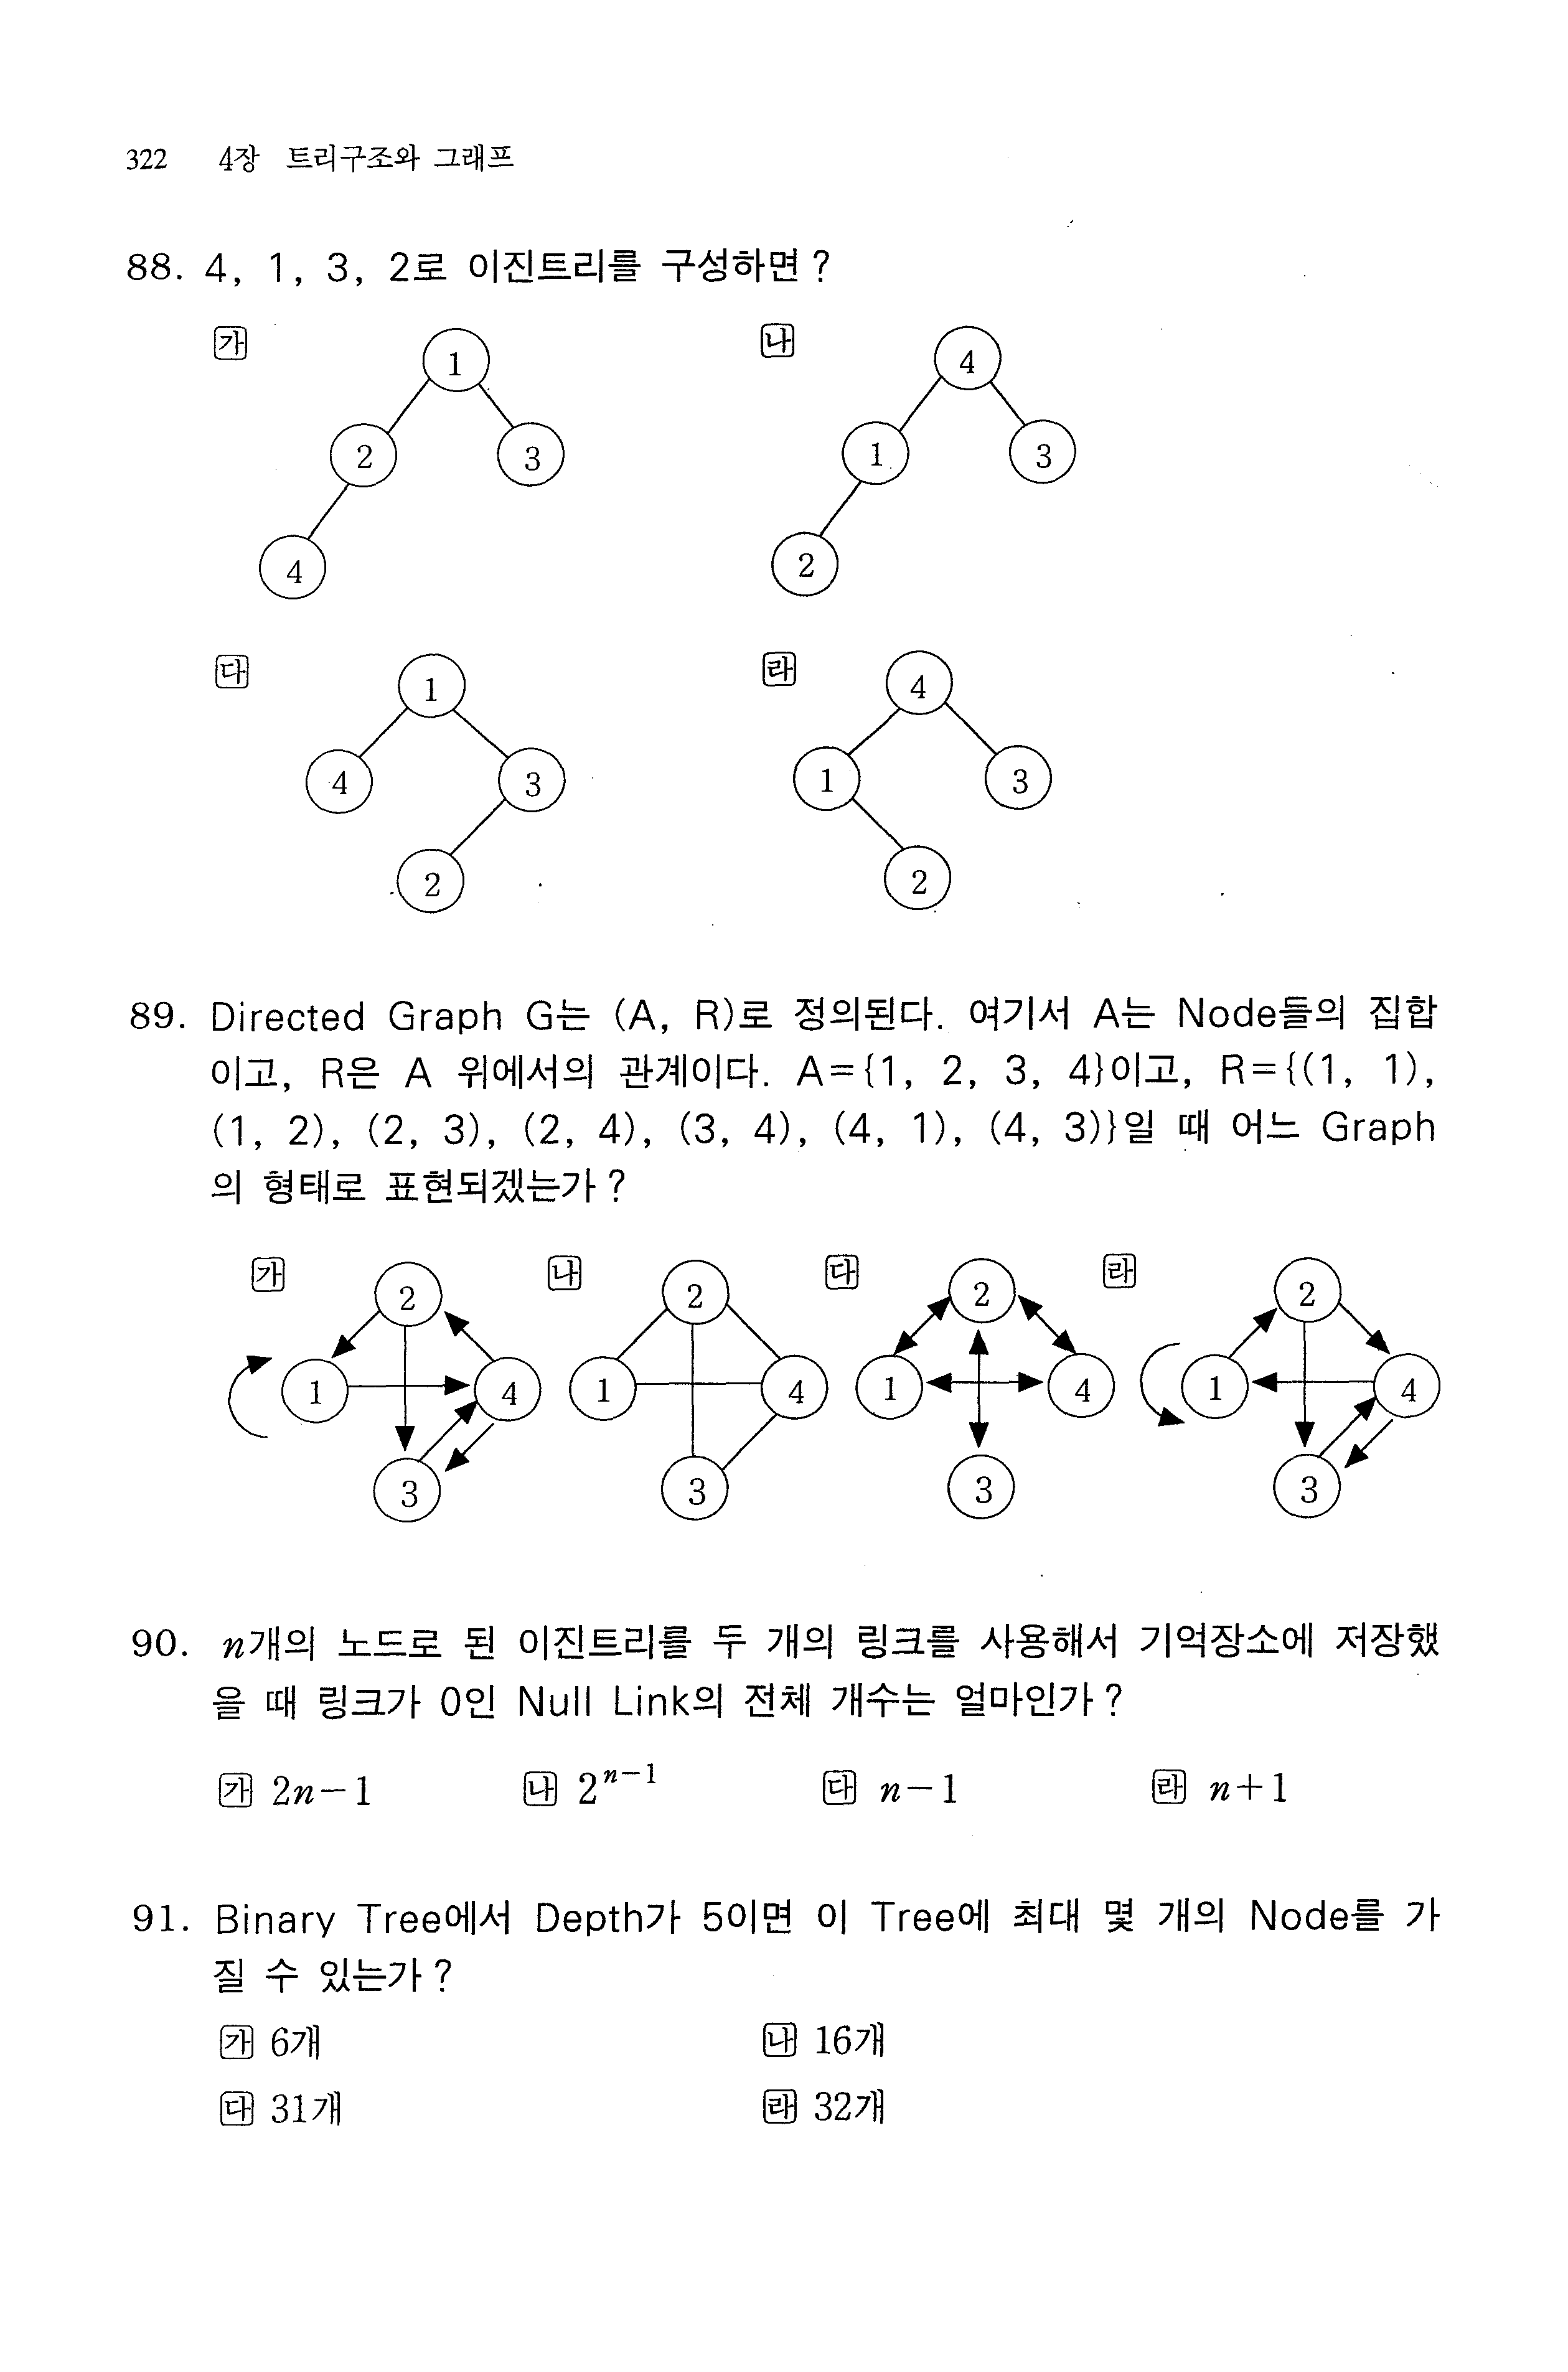 322 4장 트리구조와 그래프
88. 4, 1, 3, 2로 이진트리를 구성하면?
가 1 2 3 4
나 4 1 3 2
다 1 4 3 2
라 4 1 3 2
89. Directed Graph G는 (A, R)로 정의된다. 여기서 A는 Node들의 집합
이고, R은 A 위에서의 관계이다. A={1, 2, 3, 4}이고, R={(1, 1),
(1, 2), (2, 3), (2, 4), (3, 4), (4, 1), (4, 3)}일 때 어느 Graph
의 형태로 표현되겠는가?
가 2 1 4 3
나 2 1 4 3
다 2 1 4 3
라 2 1 4 3
90. n개의 노드로 된 이진트리를 두 개의 링크를 사용해서 기억장소에 저장했
을 때 링크가 0인 Null Link의 전체 개수는 얼마인가?
가 2n-1 나 2ⁿ⁻¹ 다 n-1 라 n+1
91. Binary Tree에서 Depth가 5이면 이 Tree에 최대 몇 개의 Node를 가
질 수 있는가?
가 6개 나 16개
다 31개 라 32개